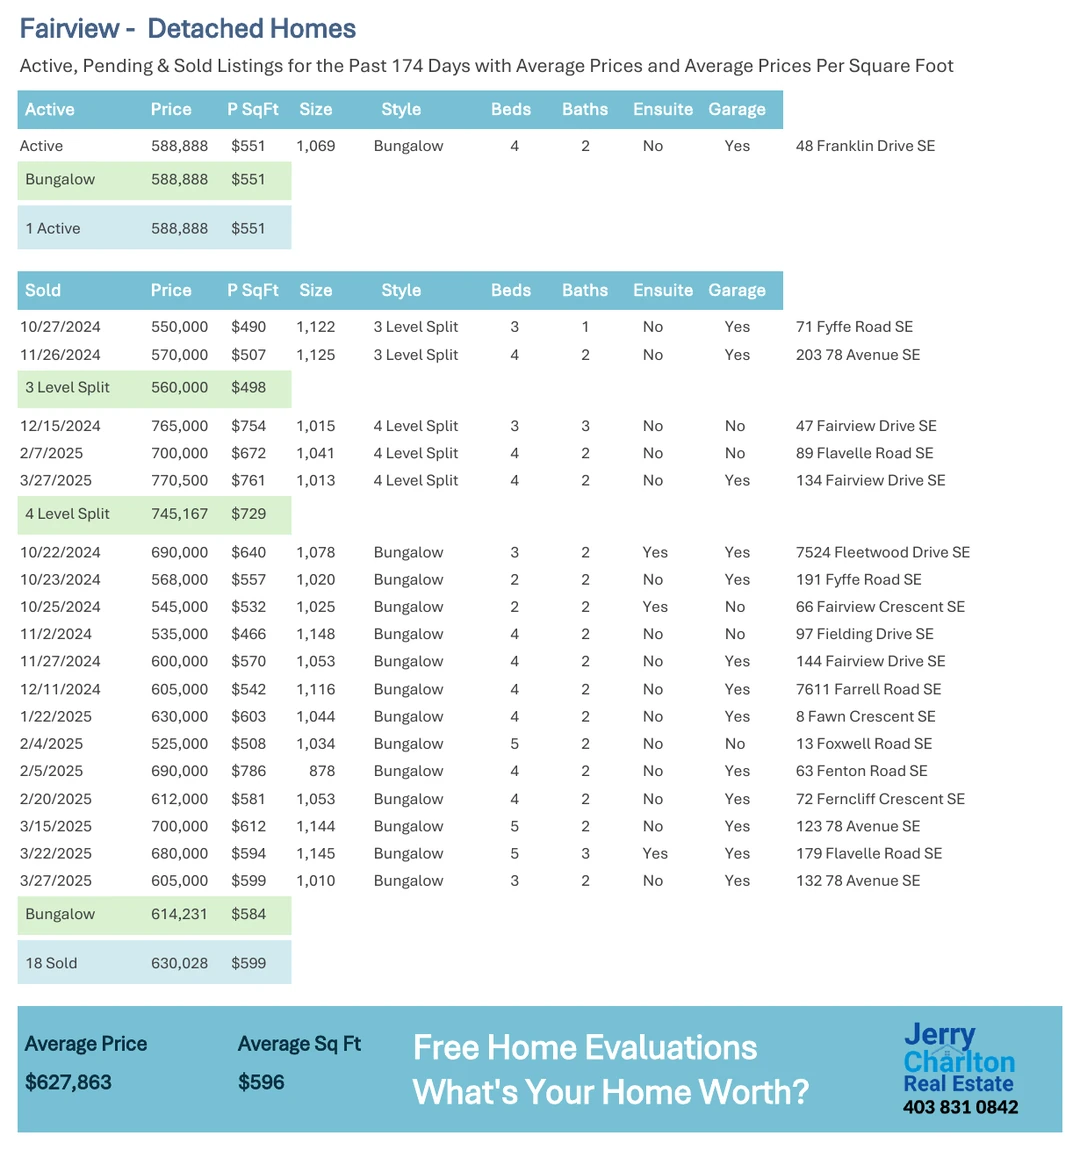 Fairview - Detached Homes
Active, Pending & Sold Listings for the Past 174 Days with Average Prices and Average Prices Per Square Foot
Active Price P SqFt Size Style Beds Baths Ensuite Garage
Active 588,888 $551 1,069 Bungalow 4 2 No Yes 48 Franklin Drive SE
Bungalow 588,888 $551
1 Active 588,888 $551
Sold Price P SqFt Size Style Beds Baths Ensuite Garage
10/27/2024 550,000 $490 1,122 3 Level Split 3 1 No Yes 71 Fyffe Road SE
11/26/2024 570,000 $507 1,125 3 Level Split 4 2 No Yes 203 78 Avenue SE
3 Level Split 560,000 $498
12/15/2024 765,000 $754 1,015 4 Level Split 3 3 No No 47 Fairview Drive SE
2/7/2025 700,000 $672 1,041 4 Level Split 4 2 No No 89 Flavelle Road SE
3/27/2025 770,500 $761 1,013 4 Level Split 4 2 No Yes 134 Fairview Drive SE
4 Level Split 745,167 $729
10/22/2024 690,000 $640 1,078 Bungalow 3 2 Yes Yes 7524 Fleetwood Drive SE
10/23/2024 568,000 $557 1,020 Bungalow 2 2 No Yes 191 Fyffe Road SE
10/25/2024 545,000 $532 1,025 Bungalow 2 2 Yes No 66 Fairview Crescent SE
11/2/2024 535,000 $466 1,148 Bungalow 4 2 No No 97 Fielding Drive SE
11/27/2024 600,000 $570 1,053 Bungalow 4 2 No Yes 144 Fairview Drive SE
12/11/2024 605,000 $542 1,116 Bungalow 4 2 No Yes 7611 Farrell Road SE
1/22/2025 630,000 $603 1,044 Bungalow 4 2 No Yes 8 Fawn Crescent SE
2/4/2025 525,000 $508 1,034 Bungalow 5 2 No No 13 Foxwell Road SE
2/5/2025 690,000 $786 878 Bungalow 4 2 No Yes 63 Fenton Road SE
2/20/2025 612,000 $581 1,053 Bungalow 4 2 No Yes 72 Ferncliff Crescent SE
3/15/2025 700,000 $612 1,144 Bungalow 5 2 No Yes 123 78 Avenue SE
3/22/2025 680,000 $594 1,145 Bungalow 5 3 Yes Yes 179 Flavelle Road SE
3/27/2025 605,000 $599 1,010 Bungalow 3 2 No Yes 132 78 Avenue SE
Bungalow 614,231 $584
18 Sold 630,028 $599
Average Price Average Sq Ft
$627,863 $596
Free Home Evaluations
What's Your Home Worth?
Jerry
Charlton
Real Estate
403 831 0842